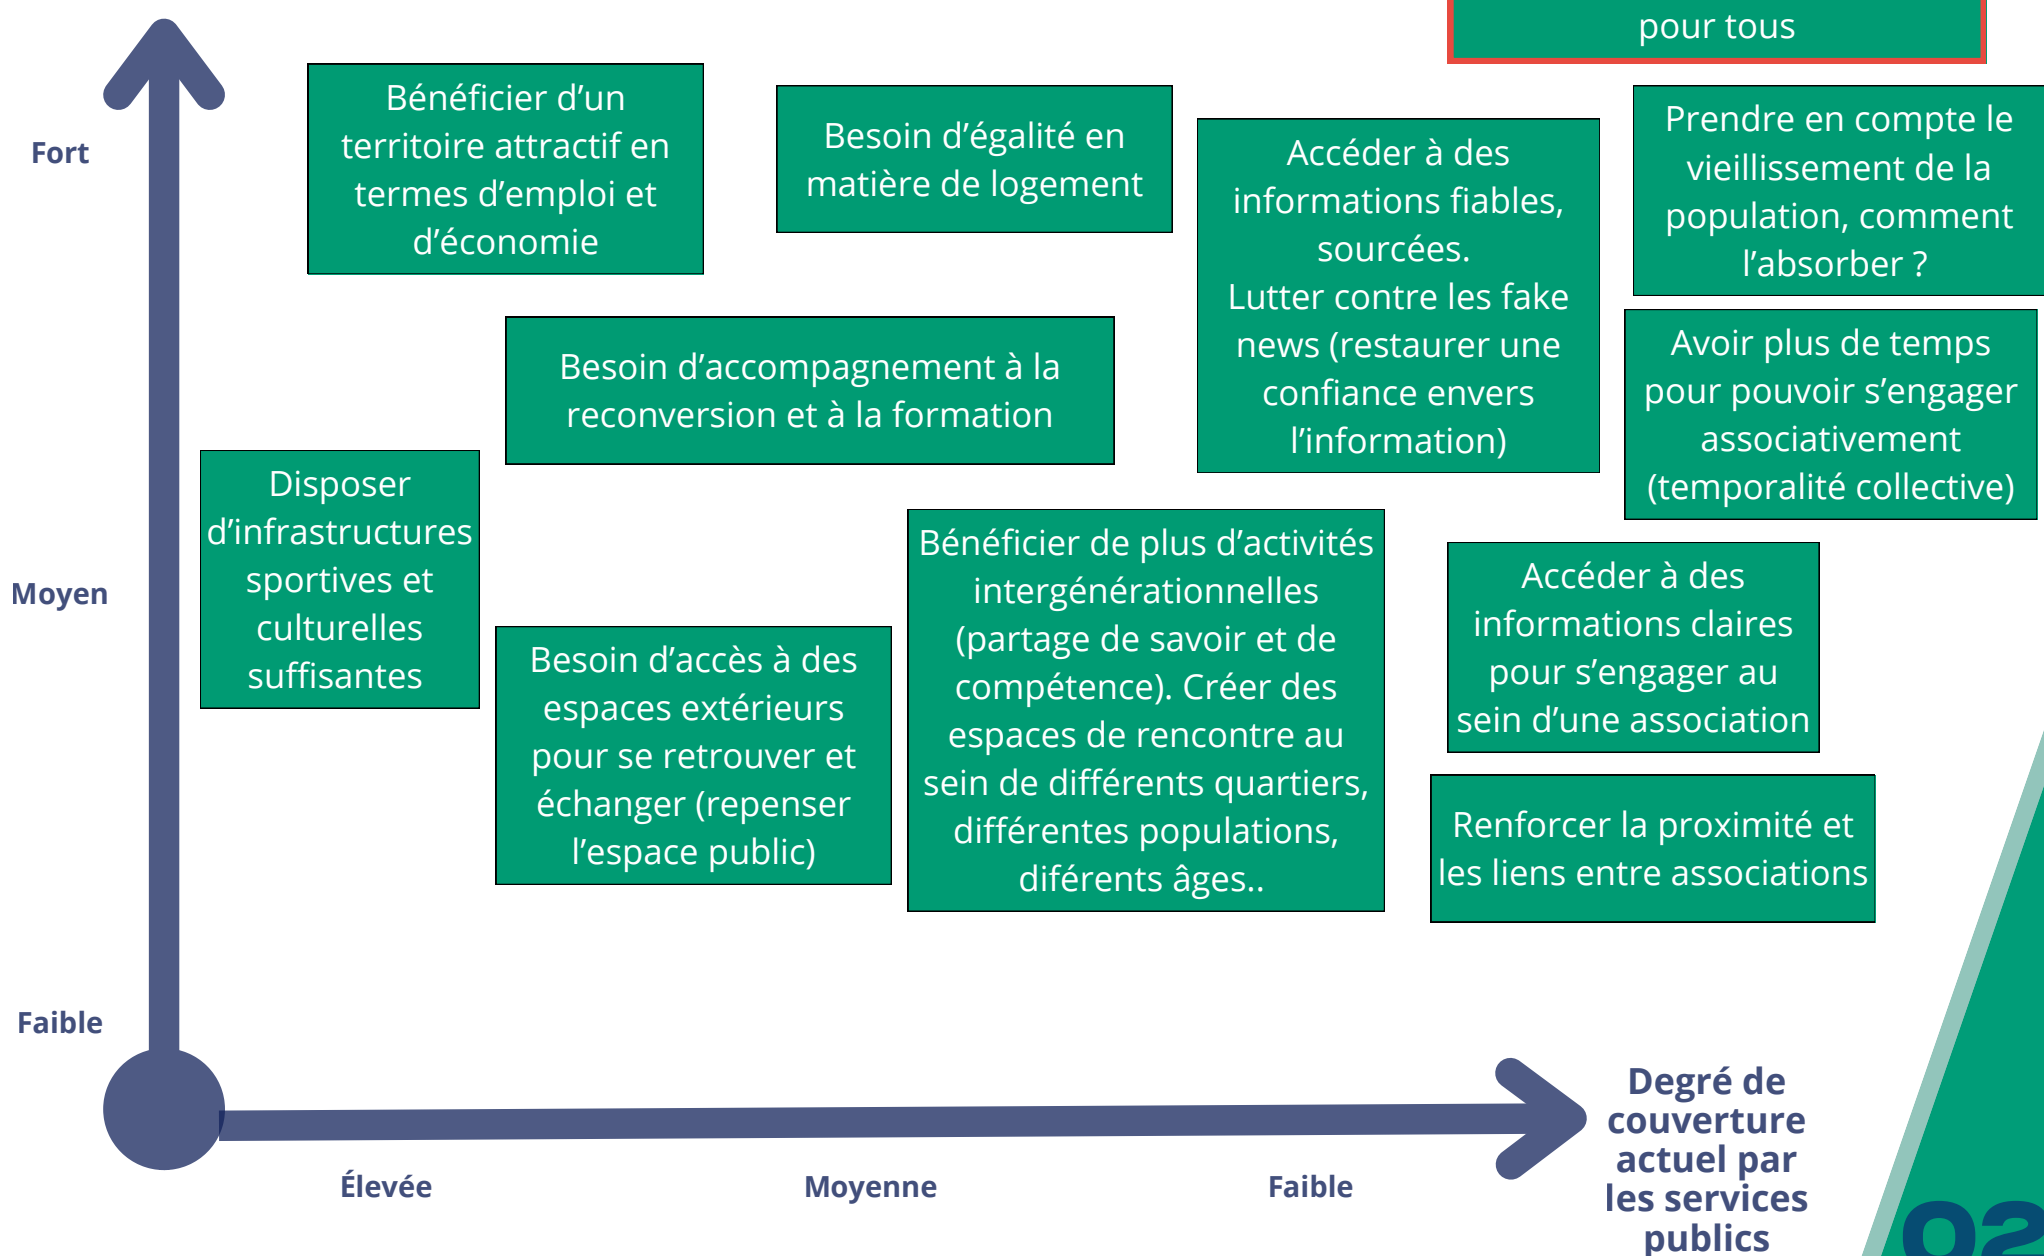 pour tous
Fort
Bénéficier d’un
territoire attractif en
termes d’emploi et
d’économie
Besoin d’égalité en
matière de logement
Accéder à des
informations fiables,
sourcées.
Lutter contre les fake
news (restaurer une
confiance envers
l’information)
Prendre en compte le
vieillissement de la
population, comment
l’absorber ?
Besoin d’accompagnement à la
reconversion et à la formation
Avoir plus de temps
pour pouvoir s’engager
associativement
(temporalité collective)
Moyen
Disposer
d’infrastructures
sportives et
culturelles
suffisantes
Besoin d’accès à des
espaces extérieurs
pour se retrouver et
échanger (repenser
l’espace public)
Bénéficier de plus d’activités
intergénérationnelles
(partage de savoir et de
compétence). Créer des
espaces de rencontre au
sein de différents quartiers,
différentes populations,
diférents âges..
Accéder à des
informations claires
pour s’engager au
sein d’une association
Renforcer la proximité et
les liens entre associations
Faible
Élevée
Moyenne
Faible
Degré de
couverture
actuel par
les services
publics
02